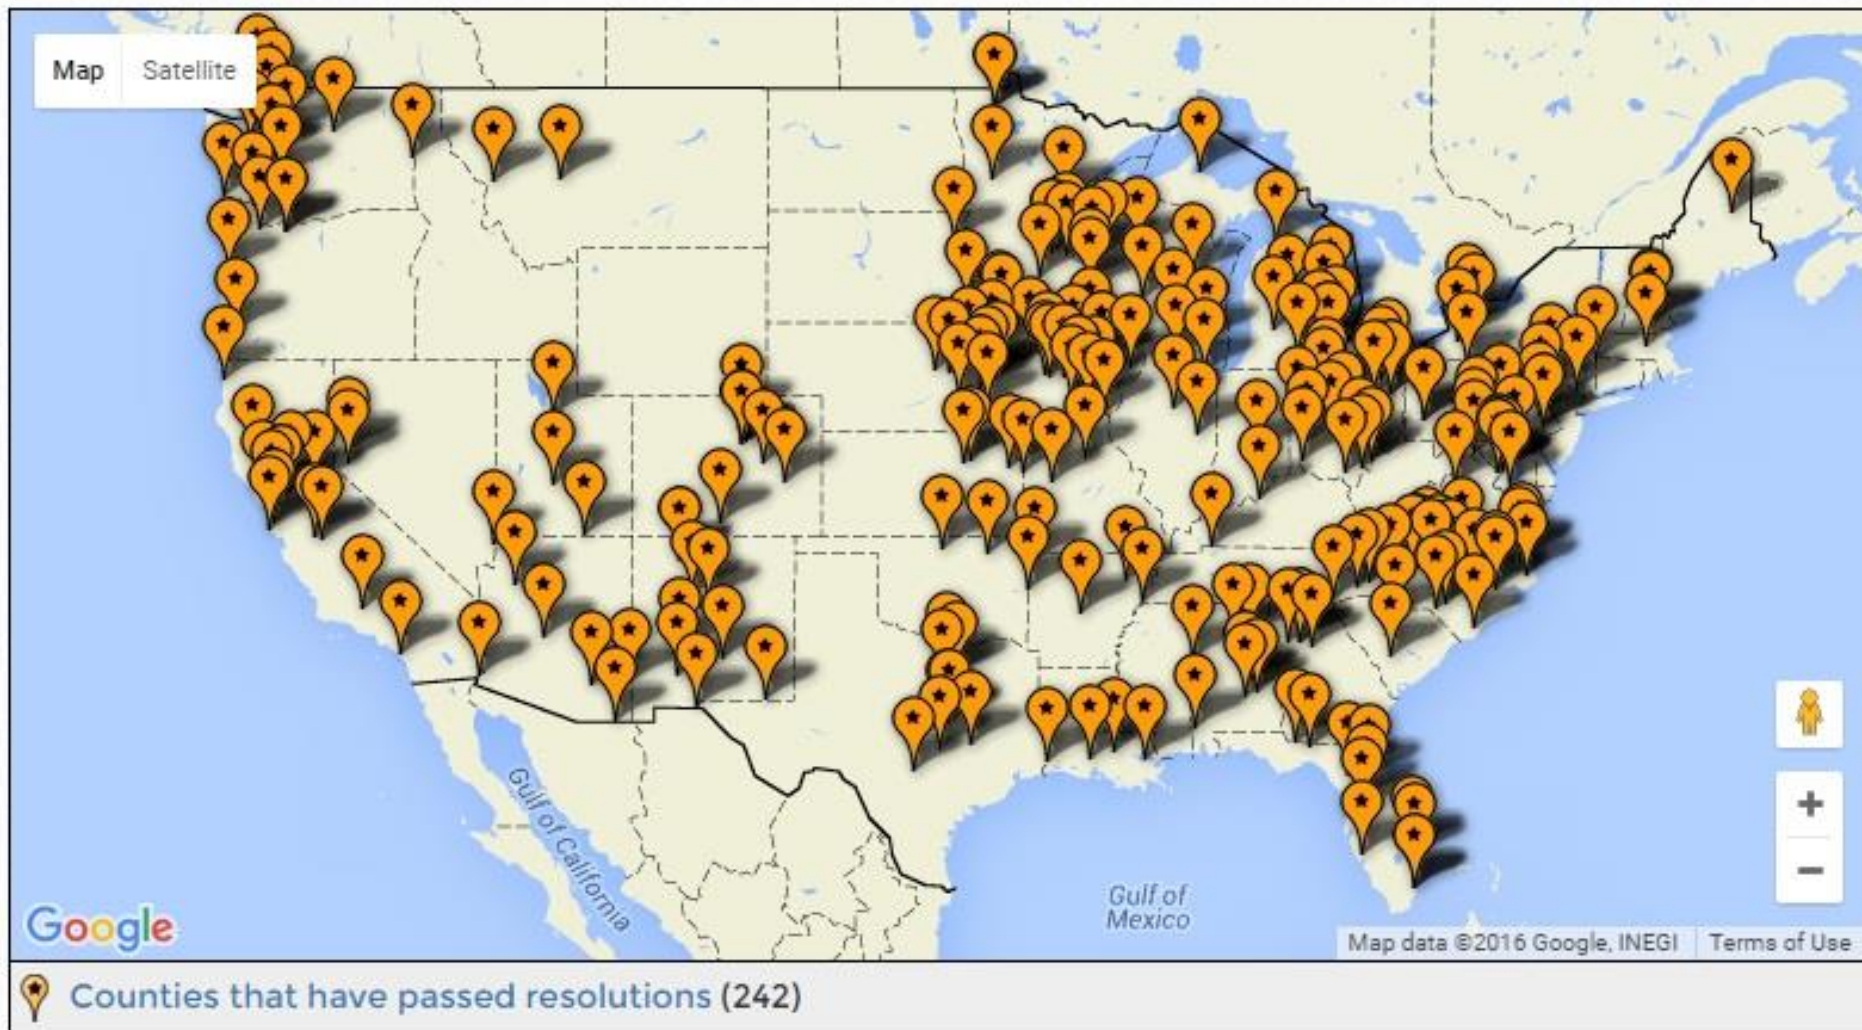 Map Satellite
Gulf of California
Gulf of
Mexico
Google
Map data ©2016 Google, INEGI Terms of Use
Counties that have passed resolutions (242)